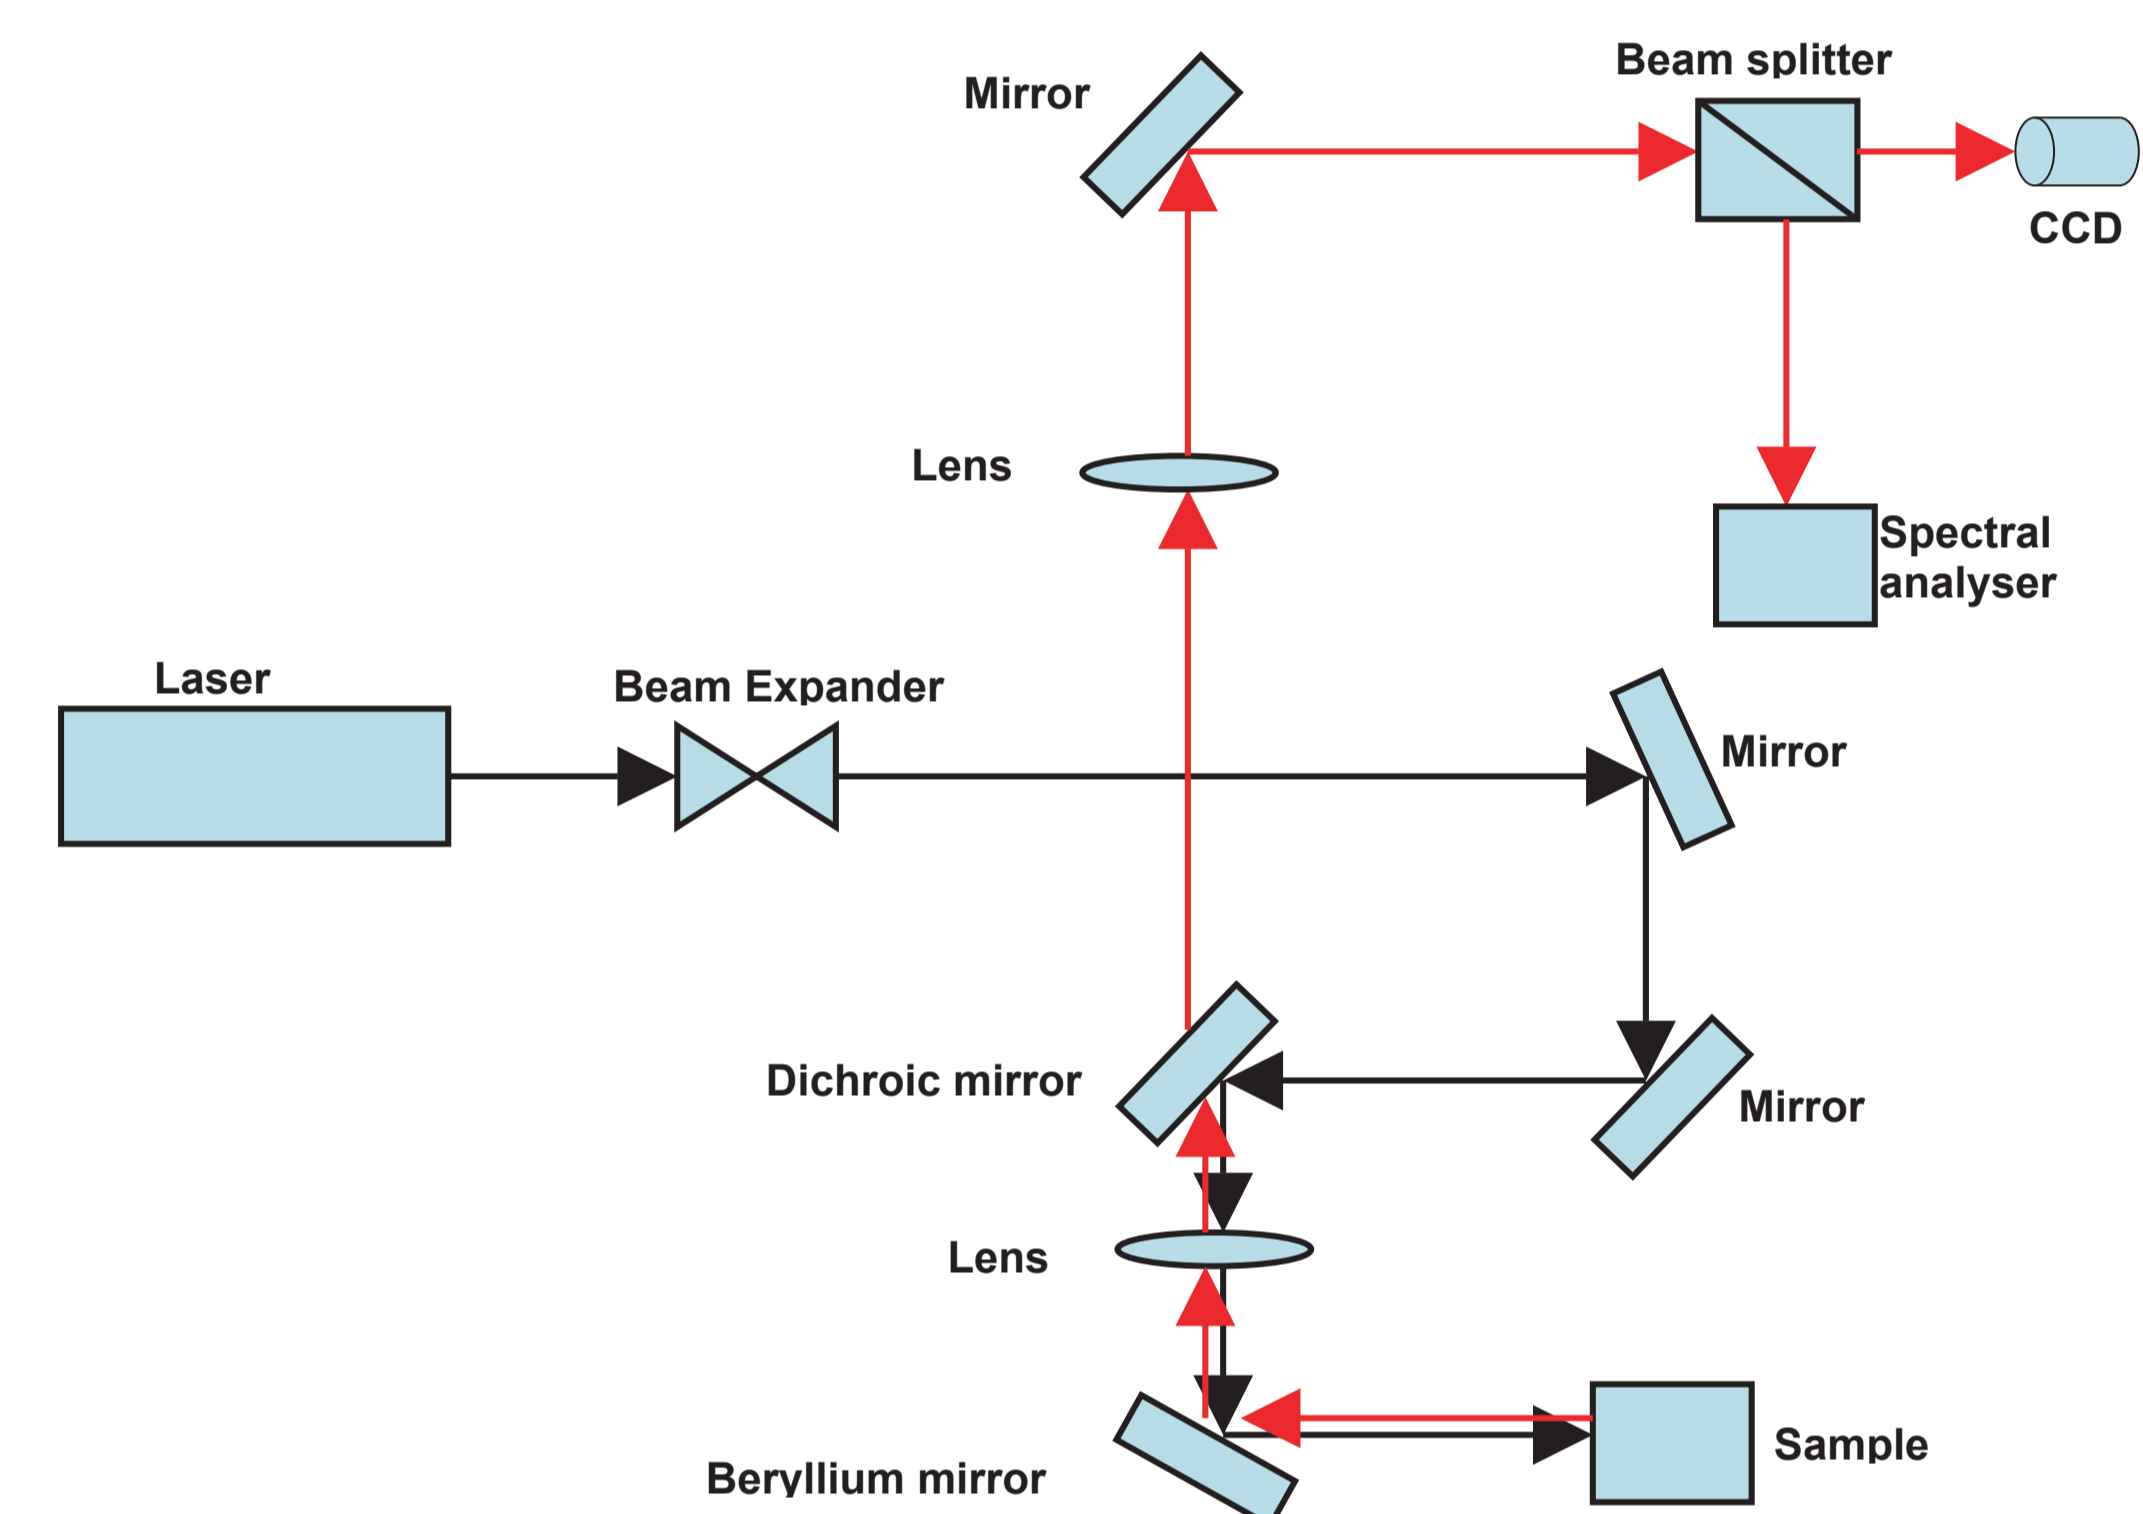 Beam splitter
Mirror
CCD
Lens
Spectral
analyser
Laser
Beam Expander
Mirror
Dichroic mirror
Mirror
Lens
Sample
Beryllium mirror